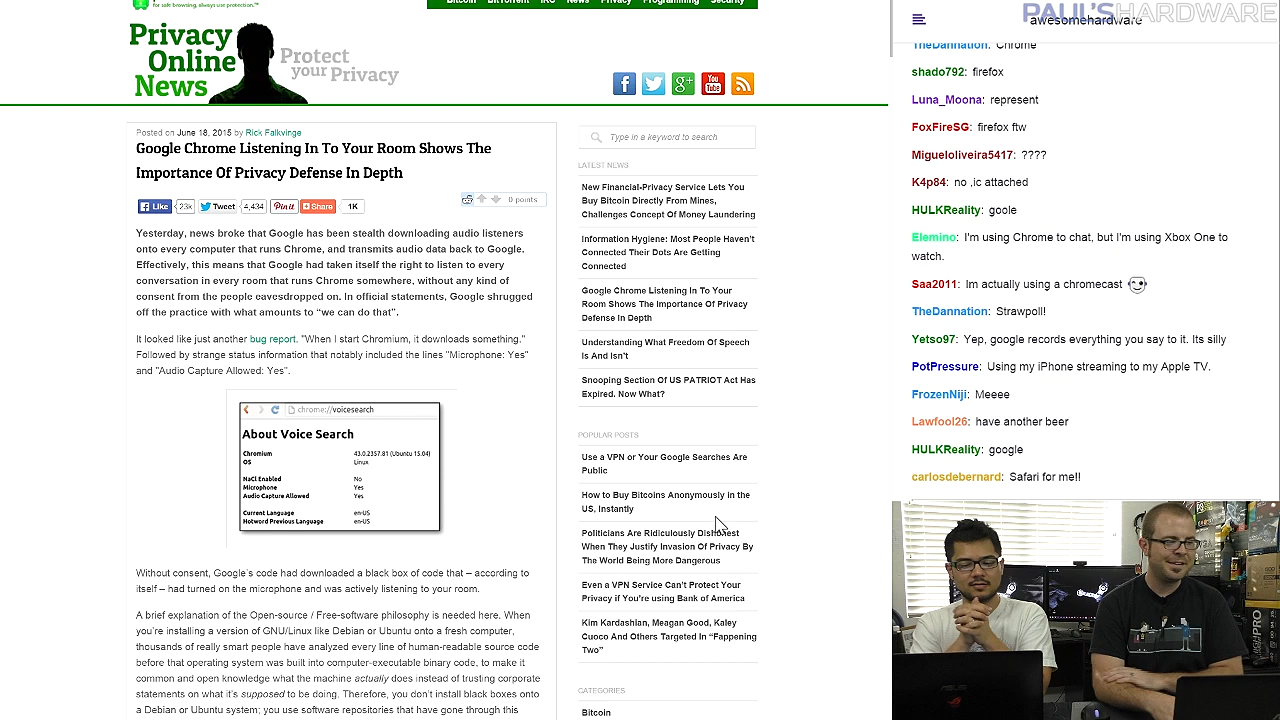 for safe browsing, always use protection.™
Bitcoin BitTorrent IRC News Privacy Programming Security
Privacy
Online
News
Protect
your Privacy
Posted on June 18, 2015 by Rick Falkvinge
Google Chrome Listening In To Your Room Shows The
Importance Of Privacy Defense In Depth
Like 23k Tweet 4,434 Pin it Share 1K
0 points
Yesterday, news broke that Google has been stealth downloading audio listeners
onto every computer that runs Chrome, and transmits audio data back to Google.
Effectively, this means that Google had taken itself the right to listen to every
conversation in every room that runs Chrome somewhere, without any kind of
consent from the people eavesdropped on. In official statements, Google shrugged
off the practice with what amounts to “we can do that”.
It looked like just another bug report. "When I start Chromium, it downloads something."
Followed by strange status information that notably included the lines "Microphone: Yes"
and "Audio Capture Allowed: Yes".
chrome://voicesearch
About Voice Search
Chromium 43.0.2357.81 (Ubuntu 15.04)
OS Linux
NaCl Enabled No
Microphone Yes
Audio Capture Allowed Yes
Current Language en-US
Hotword Previous Language en-US
Without consent, Google's code had downloaded a black box of code that – according to
itself – had turned on the microphone and was actively listening to your room.
A brief explanation of the Open-source / Free-software philosophy is needed here. When
you're installing a version of GNU/Linux like Debian or Ubuntu onto a fresh computer,
thousands of really smart people have analyzed every line of human-readable source code
before that operating system was built into computer-executable binary code, to make it
common and open knowledge what the machine actually does instead of trusting corporate
statements on what it's supposed to be doing. Therefore, you don't install black boxes onto
a Debian or Ubuntu system; you use software repositories that have gone through this
Type in a keyword to search
LATEST NEWS
New Financial-Privacy Service Lets You
Buy Bitcoin Directly From Mines,
Challenges Concept Of Money Laundering
Information Hygiene: Most People Haven't
Connected Their Dots Are Getting
Connected
Google Chrome Listening In To Your
Room Shows The Importance Of Privacy
Defense In Depth
Understanding What Freedom Of Speech
Is And Isn't
Snooping Section Of US PATRIOT Act Has
Expired. Now What?
POPULAR POSTS
Use a VPN or Your Google Searches Are
Public
How to Buy Bitcoins Anonymously in the
US, Instantly
Politicians Are Ridiculously Dishonest
When They Justify Invasion Of Privacy By
The World Being More Dangerous
Even a VPN Service Can't Protect Your
Privacy if You're using Bank of America
Kim Kardashian, Meagan Good, Kaley
Cuoco And Others Targeted In “Fappening
Two”
CATEGORIES
Bitcoin
PAUL'SHARDWARE
awesomehardware
TheDannation: Chrome
shado792: firefox
Luna_Moona: represent
FoxFireSG: firefox ftw
Migueloliveira5417: ????
K4p84: no ,ic attached
HULKReality: goole
Elemino: I'm using Chrome to chat, but I'm using Xbox One to
watch.
Saa2011: Im actually using a chromecast
TheDannation: Strawpoll!
Yetso97: Yep, google records everything you say to it. Its silly
PotPressure: Using my iPhone streaming to my Apple TV.
FrozenNiji: Meeee
Lawfool26: have another beer
HULKReality: google
carlosdebernard: Safari for me!!